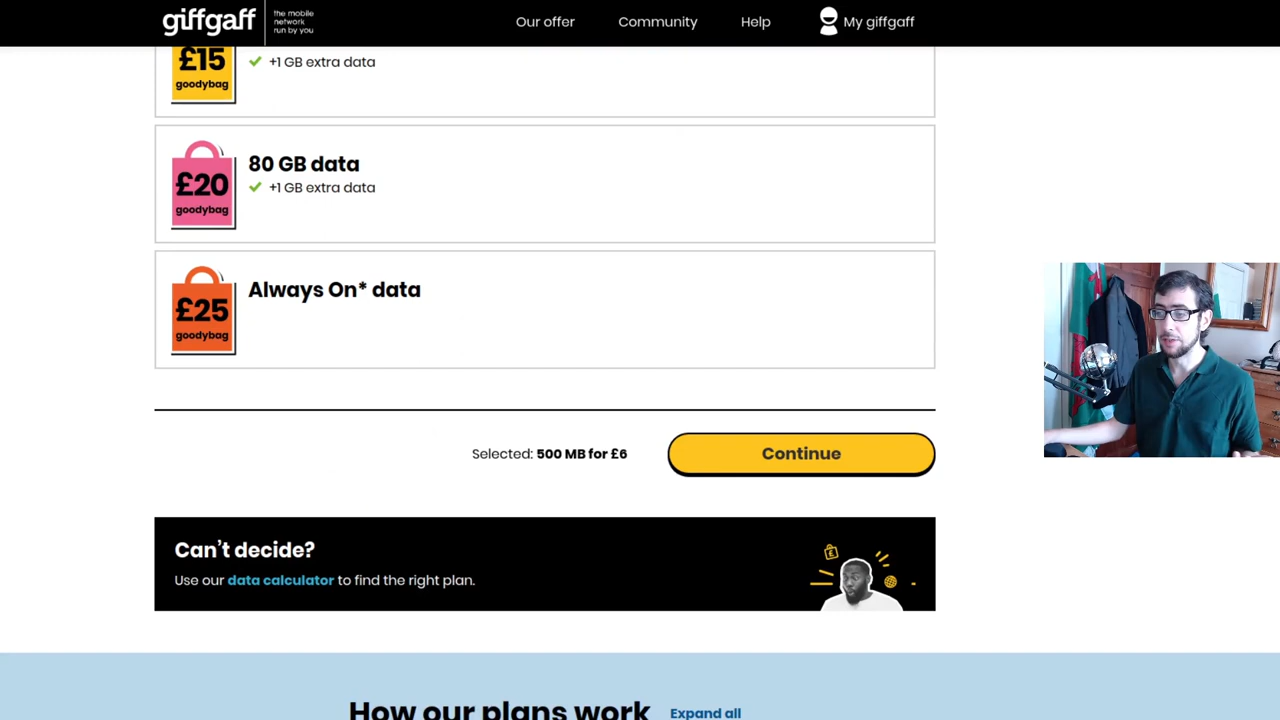 giffgaff
the mobile
network
run by you
Our offer
Community
Help
My giffgaff
£15
goodybag
+1 GB extra data
£20
goodybag
80 GB data
+1 GB extra data
£25
goodybag
Always On* data
Selected: 500 MB for £6
Continue
Can't decide?
Use our data calculator to find the right plan.
£
How our plans work
Expand all